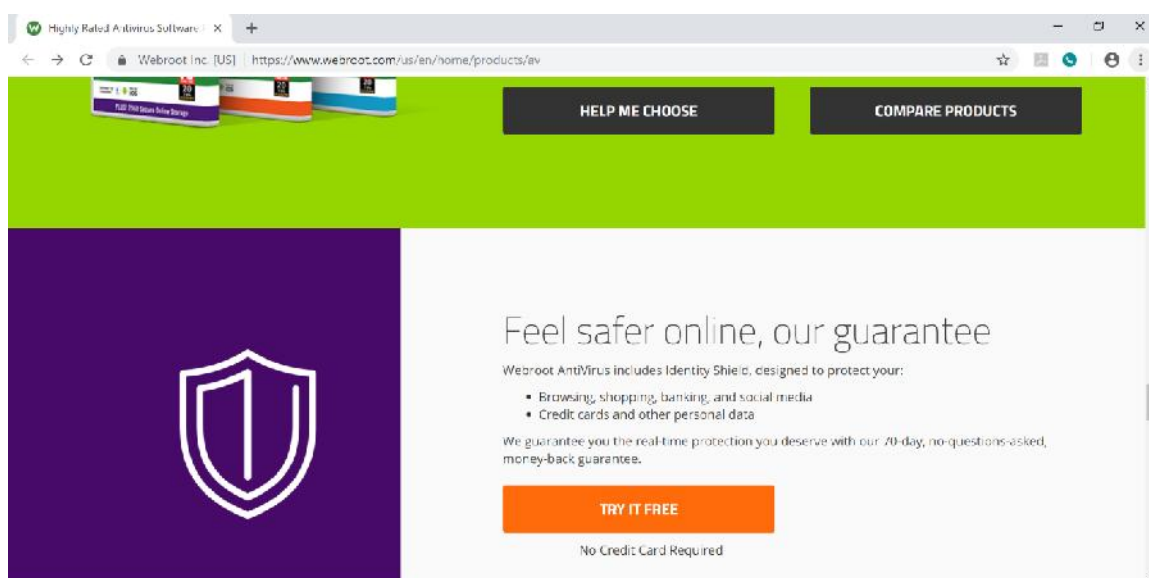 Highly Rated Antivirus Software
Webroot Inc. [US] | https://www.webroot.com/us/en/home/products/av
20
20
20
HELP ME CHOOSE
COMPARE PRODUCTS
Feel safer online, our guarantee
Webroot AntiVirus includes Identity Shield, designed to protect your:
• Browsing, shopping, banking, and social media
• Credit cards and other personal data
We guarantee you the real-time protection you deserve with our 70-day, no-questions-asked,
money-back guarantee.
TRY IT FREE
No Credit Card Required